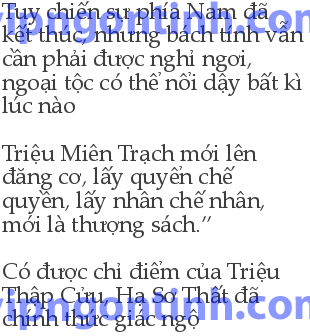 Tuy chiến sự phía Nam đã
kết thúc, nhưng bách tính vẫn
cần phải được nghỉ ngơi,
ngoại tộc có thể nổi dậy bất kì
lúc nào
Triệu Miên Trạch mới lên
đăng cơ, lấy quyển chế
quyền, lấy nhân chế nhân,
mới là thượng sách.”
Có được chỉ điểm của Triệu
Thập Cửu, Hạ Sơ Thất đã
chính thức giác ngộ
vipngontinh.com